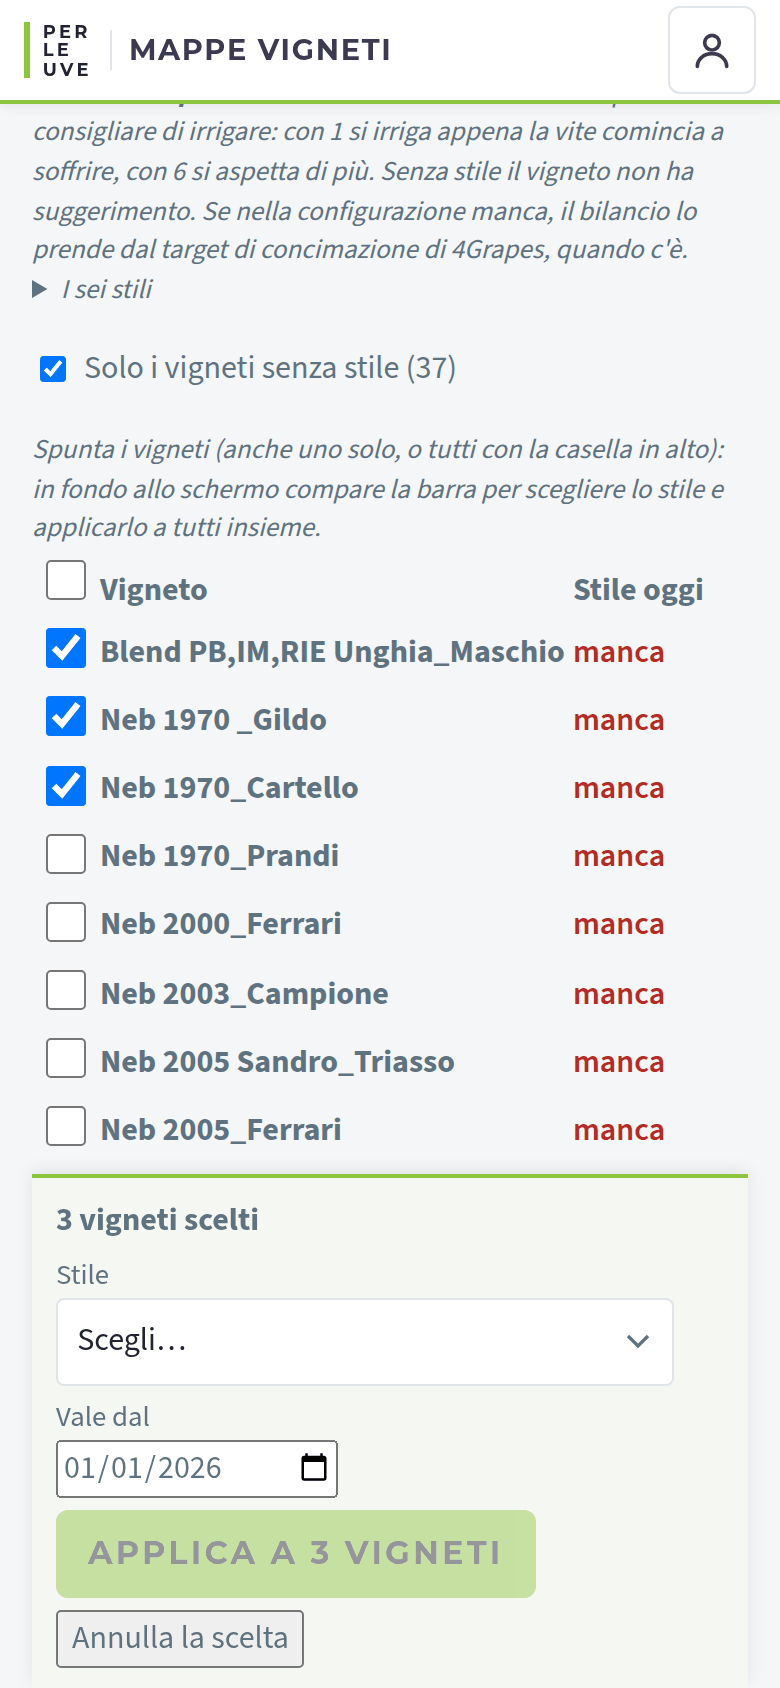 PER
LE
UVE
MAPPE VIGNETI
consigliare di irrigare: con 1 si irriga appena la vite comincia a
soffrire, con 6 si aspetta di più. Senza stile il vigneto non ha
suggerimento. Se nella configurazione manca, il bilancio lo
prende dal target di concimazione di 4Grapes, quando c'è.
I sei stili
Solo i vigneti senza stile (37)
Spunta i vigneti (anche uno solo, o tutti con la casella in alto):
in fondo allo schermo compare la barra per scegliere lo stile e
applicarlo a tutti insieme.
Vigneto Stile oggi
Blend PB,IM,RIE Unghia_Maschio manca
Neb 1970 _Gildo manca
Neb 1970_Cartello manca
Neb 1970_Prandi manca
Neb 2000_Ferrari manca
Neb 2003_Campione manca
Neb 2005 Sandro_Triasso manca
Neb 2005_Ferrari manca
3 vigneti scelti
Stile
Scegli...
Vale dal
01/01/2026
APPLICA A 3 VIGNETI
Annulla la scelta